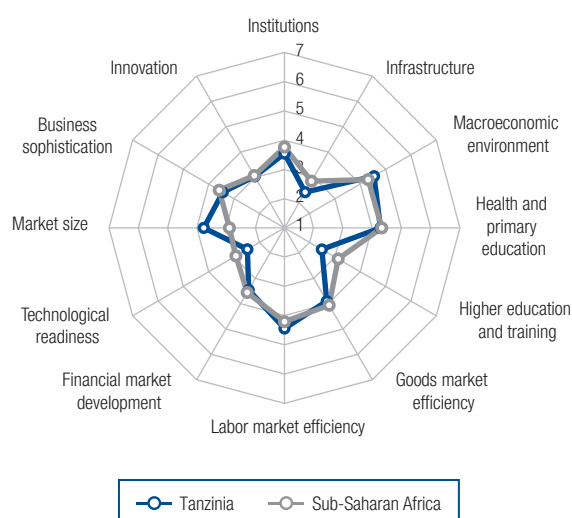 Institutions
7
Innovation
6
Infrastructure
5
Business
sophistication
4
Macroeconomic
environment
3
2
Market size
1
Health and
primary
education
Technological
readiness
Higher education
and training
Financial market
development
Goods market
efficiency
Labor market efficiency
Tanzinia
Sub-Saharan Africa